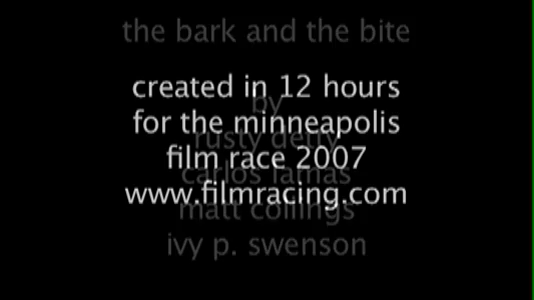 the bark and the bite
created in 12 hours
by
for the minneapolis
rusty
film race 2007
carlos lamas
www.filmracing.com
matt collings
ivy p. swenson